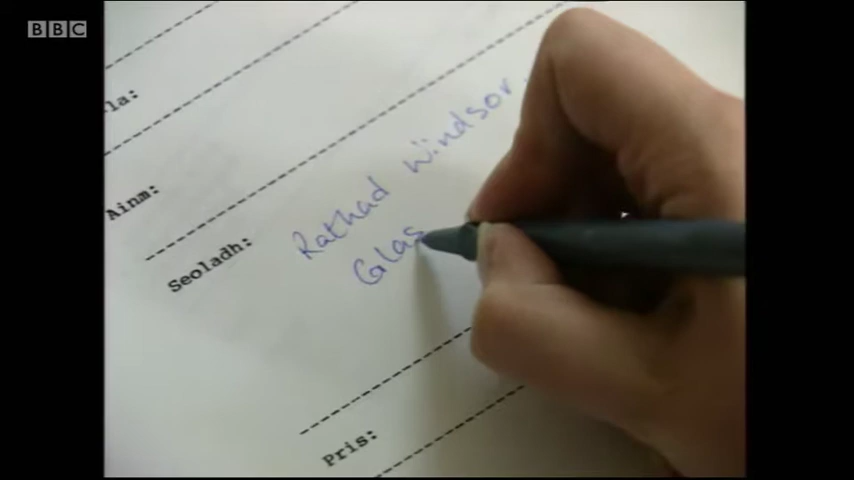 BBC
la:
Ainm:
Seoladh:
Rathad Windsor,
Glas
Pris: